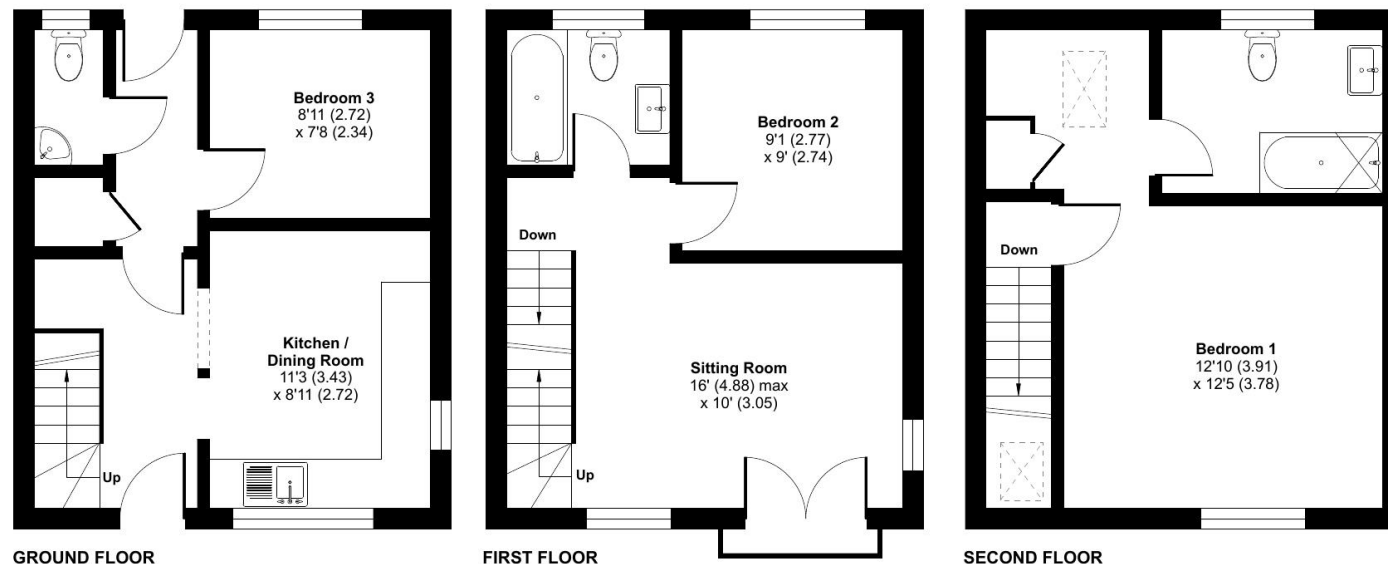 Bedroom 3
8'11 (2.72)
x 7'8 (2.34)
Kitchen /
Dining Room
11'3 (3.43)
x 8'11 (2.72)
Up
GROUND FLOOR
Bedroom 2
9'1 (2.77)
x 9' (2.74)
Down
Sitting Room
16' (4.88) max
x 10' (3.05)
Up
FIRST FLOOR
Down
Bedroom 1
12'10 (3.91)
x 12'5 (3.78)
SECOND FLOOR